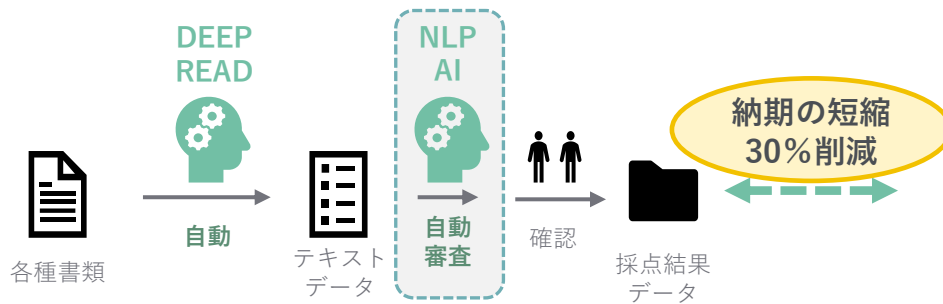 DEEP
READ
NLP
AI
納期の短縮
30%削減
自動
自動
審査
確認
各種書類
テキスト
データ
採点結果
データ